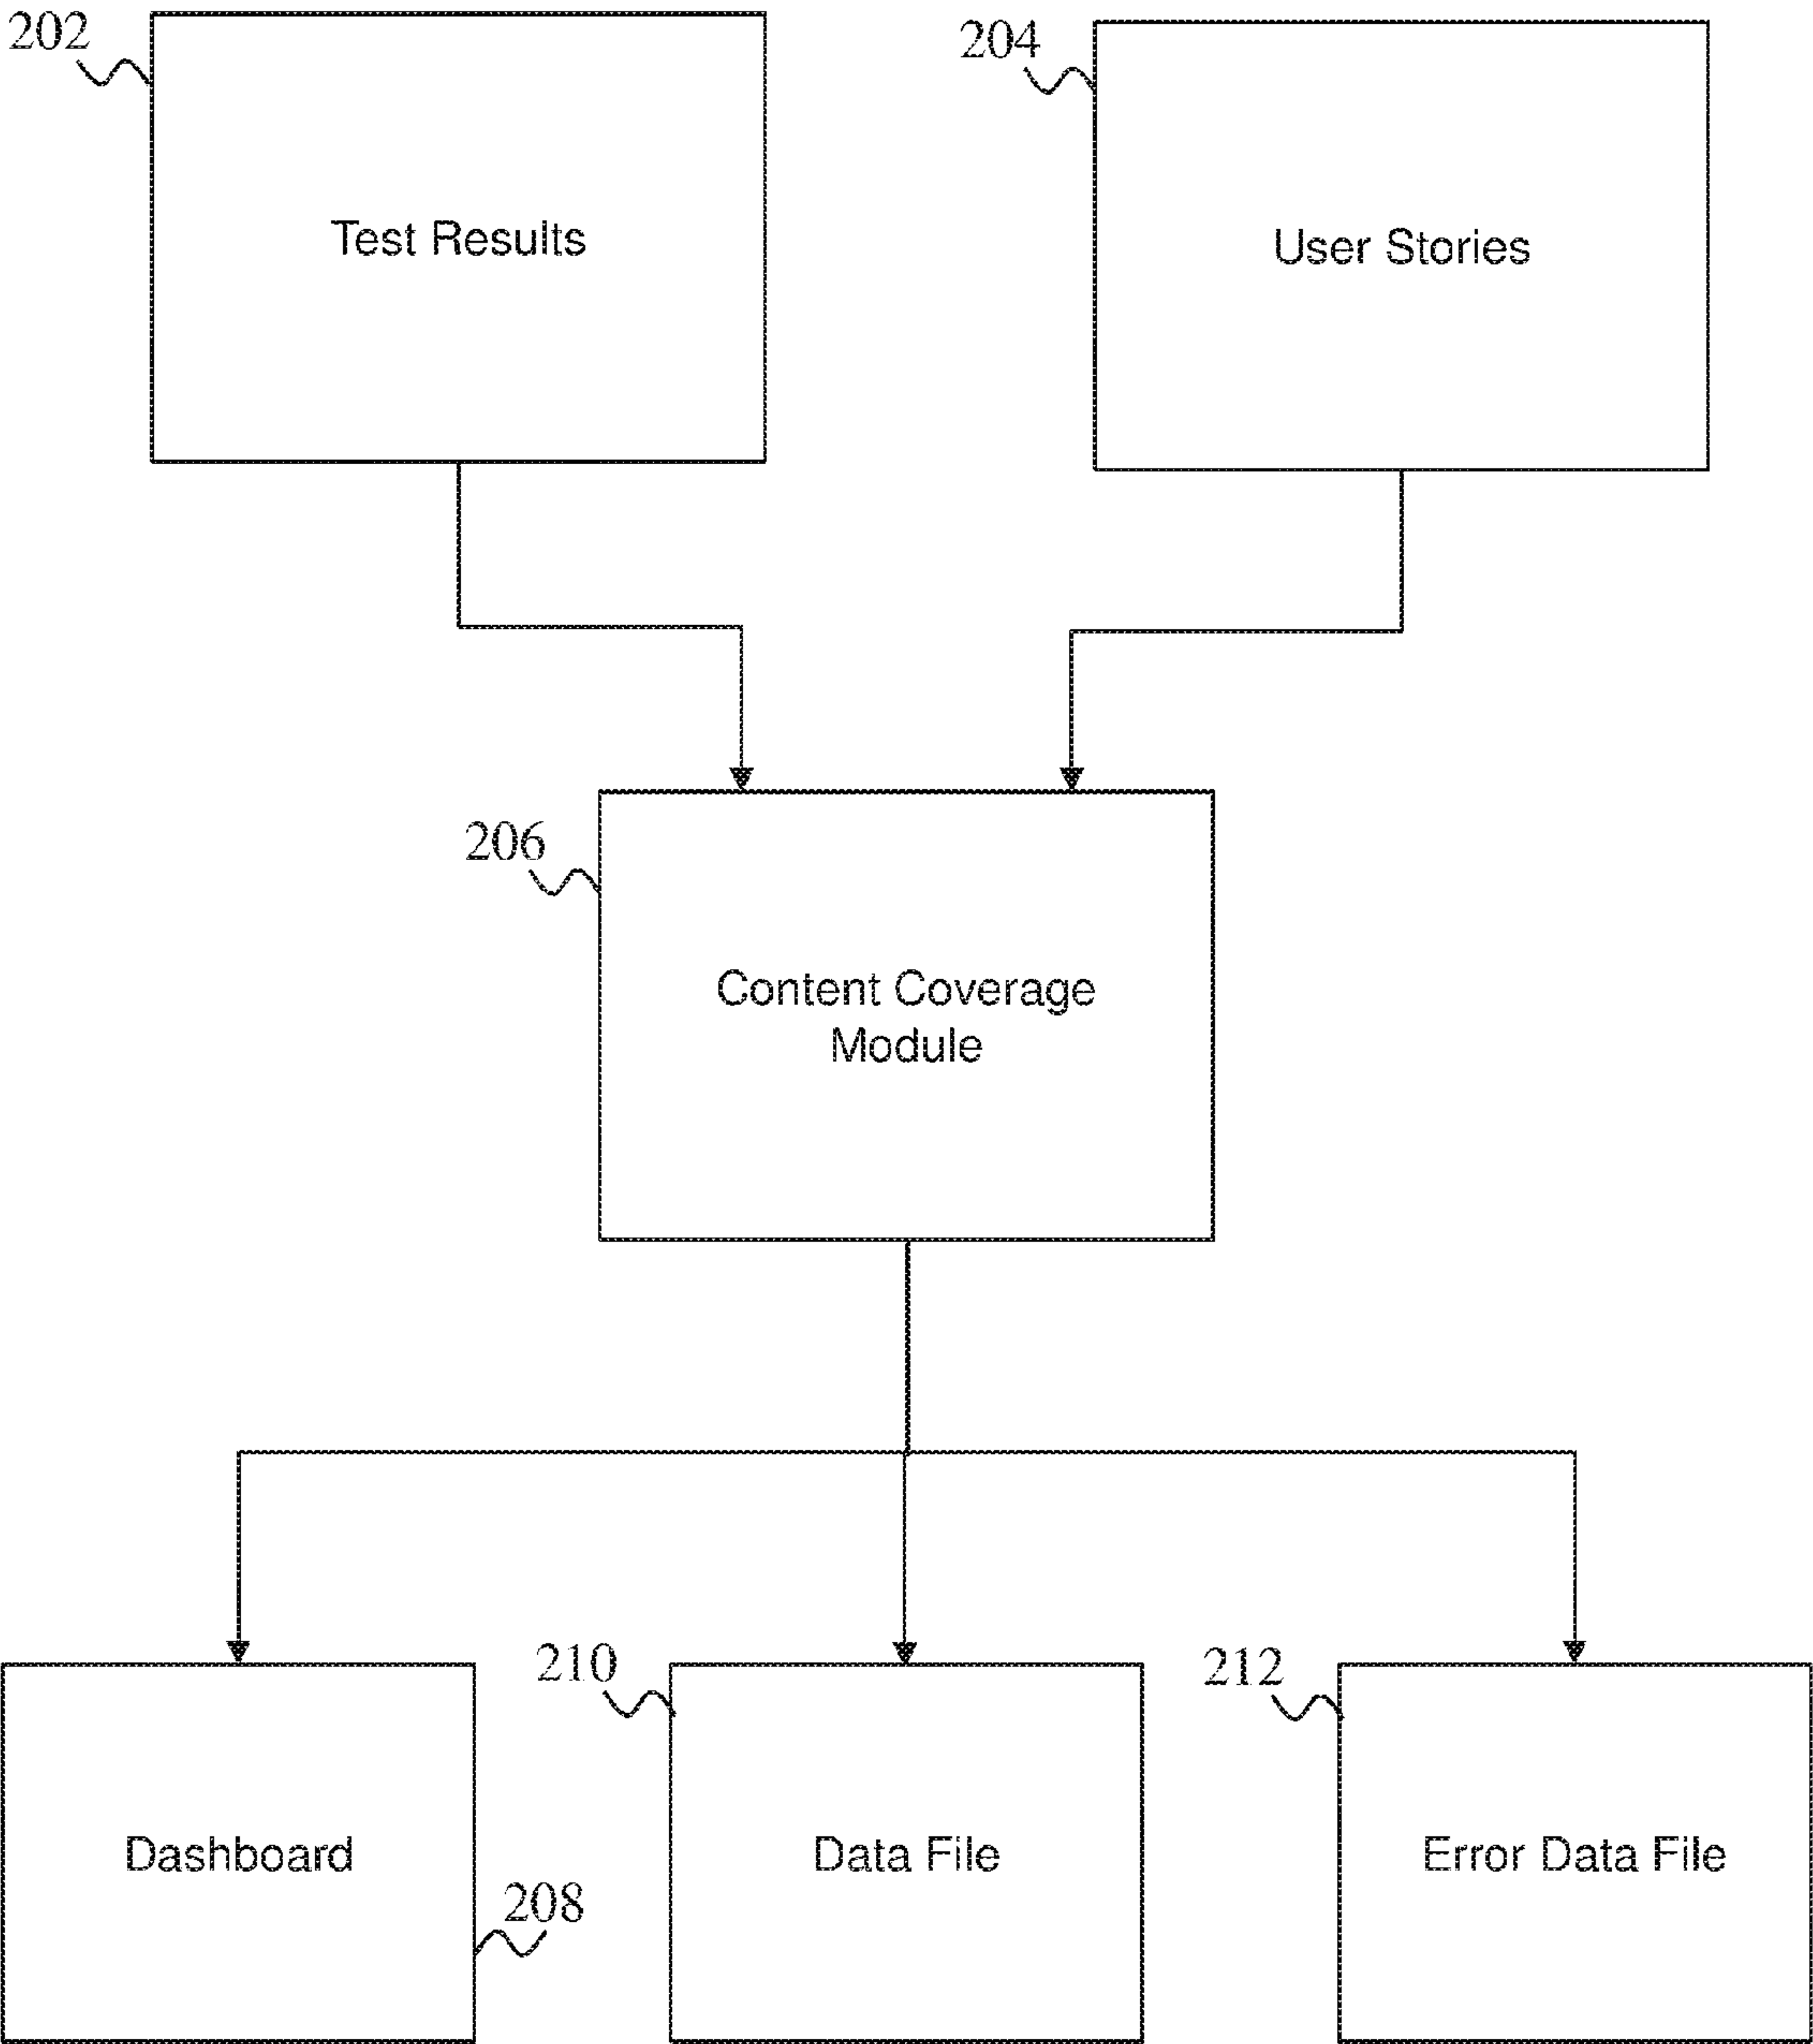 202
Test Results
204
User Stories
206
Content Coverage
Module
Dashboard
208
210
Data File
212
Error Data File